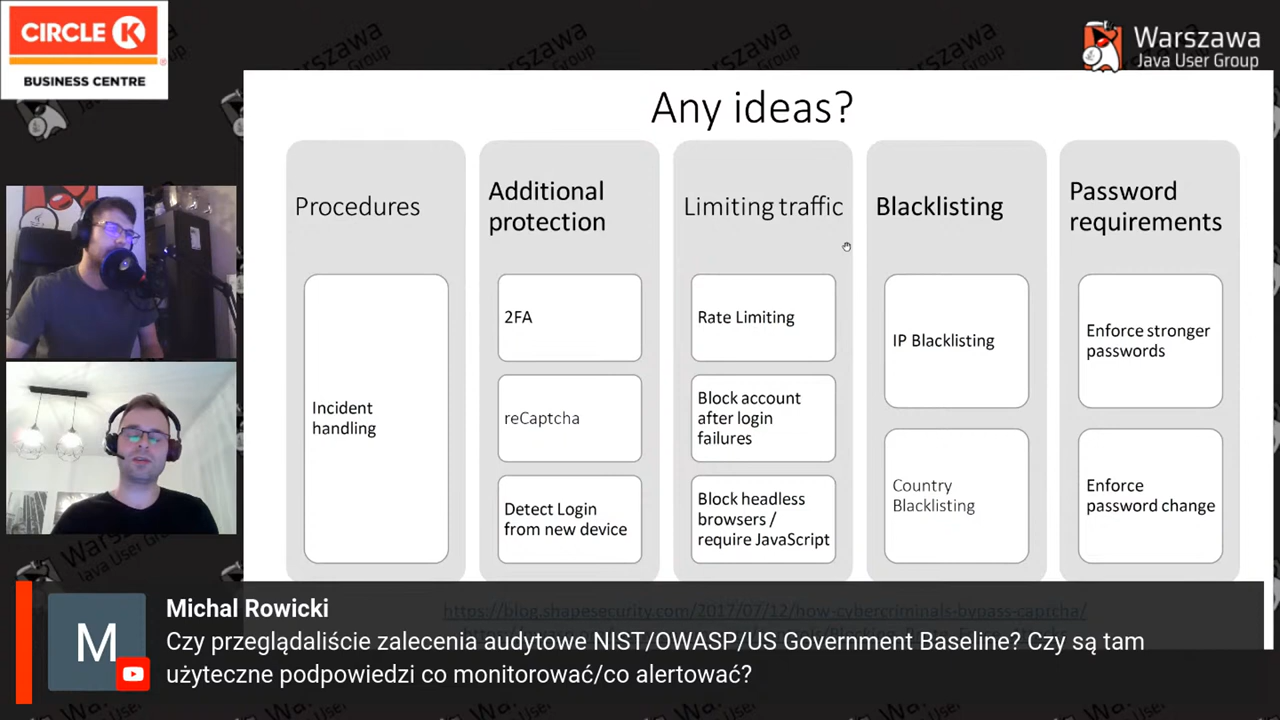 CIRCLE K
BUSINESS CENTRE
Warszawa
Java User Group
Any ideas?
Procedures
Incident
handling
Additional
protection
2FA
reCaptcha
Detect Login
from new device
Limiting traffic
Rate Limiting
Block account
after login
failures
Block headless
browsers /
require JavaScript
Blacklisting
IP Blacklisting
Country
Blacklisting
Password
requirements
Enforce stronger
passwords
Enforce
password change
https://blog.shapesecurity.com/2017/07/12/how-cybercriminals-bypass-captcha/
M
Michal Rowicki
Czy przeglądaliście zalecenia audytowe NIST/OWASP/US Government Baseline? Czy są tam
użyteczne podpowiedzi co monitorować/co alertować?